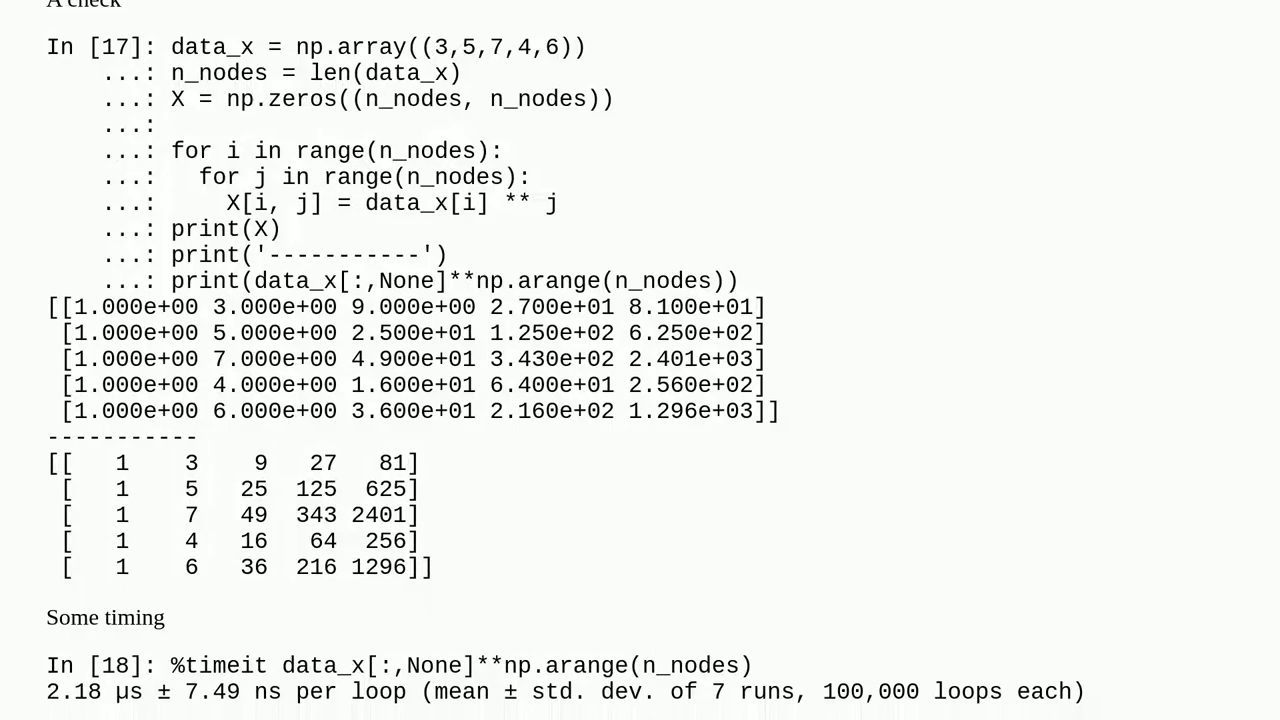 A check
In [17]: data_x = np.array((3,5,7,4,6))
    ...: n_nodes = len(data_x)
    ...: X = np.zeros((n_nodes, n_nodes))
    ...:
    ...: for i in range(n_nodes):
    ...:   for j in range(n_nodes):
    ...:     X[i, j] = data_x[i] ** j
    ...: print(X)
    ...: print('-----------')
    ...: print(data_x[:,None]**np.arange(n_nodes))
[[1.000e+00 3.000e+00 9.000e+00 2.700e+01 8.100e+01]
 [1.000e+00 5.000e+00 2.500e+01 1.250e+02 6.250e+02]
 [1.000e+00 7.000e+00 4.900e+01 3.430e+02 2.401e+03]
 [1.000e+00 4.000e+00 1.600e+01 6.400e+01 2.560e+02]
 [1.000e+00 6.000e+00 3.600e+01 2.160e+02 1.296e+03]]
-----------
[[   1    3    9   27   81]
 [   1    5   25  125  625]
 [   1    7   49  343 2401]
 [   1    4   16   64  256]
 [   1    6   36  216 1296]]
Some timing
In [18]: %timeit data_x[:,None]**np.arange(n_nodes)
2.18 µs ± 7.49 ns per loop (mean ± std. dev. of 7 runs, 100,000 loops each)